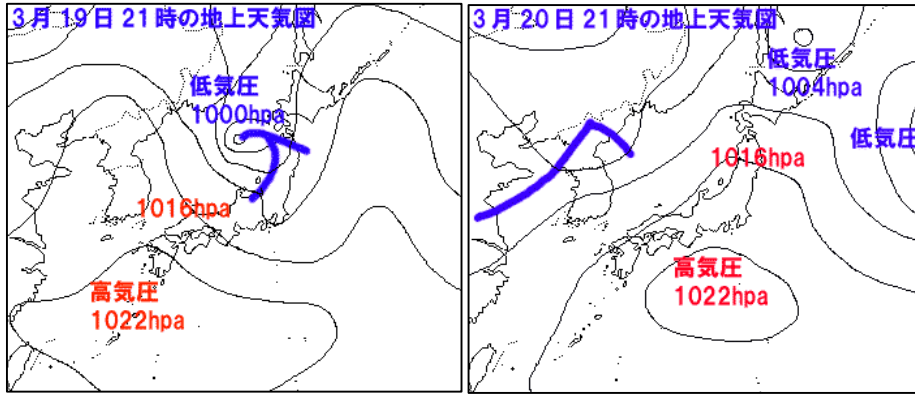 3月19日21時の地上天気図
低気圧
1000hpa
1016hpa
高気圧
1022hpa
3月20日21時の地上天気図
低気圧
1004hpa
低気圧
1016hpa
高気圧
1022hpa